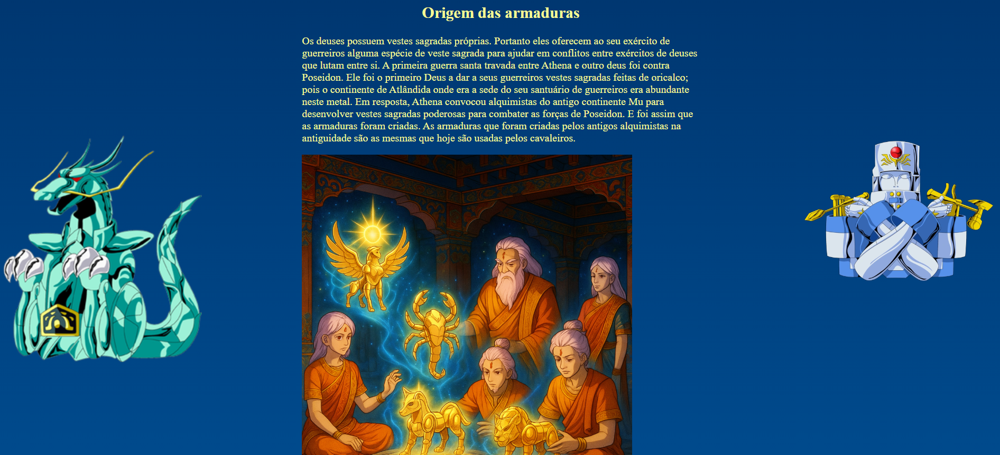 Origem das armaduras
Os deuses possuem vestes sagradas próprias. Portanto eles oferecem ao seu exército de
guerreiros alguma espécie de veste sagrada para ajudar em conflitos entre exércitos de deuses
que lutam entre si. A primeira guerra santa travada entre Athena e outro deus foi contra
Poseidon. Ele foi o primeiro Deus a dar a seus guerreiros vestes sagradas feitas de oricalco;
pois o continente de Atlândida onde era a sede do seu santuário de guerreiros era abundante
neste metal. Em resposta, Athena convocou alquimistas do antigo continente Mu para
desenvolver vestes sagradas poderosas para combater as forças de Poseidon. E foi assim que
as armaduras foram criadas. As armaduras que foram criadas pelos antigos alquimistas na
antiguidade são as mesmas que hoje são usadas pelos cavaleiros.